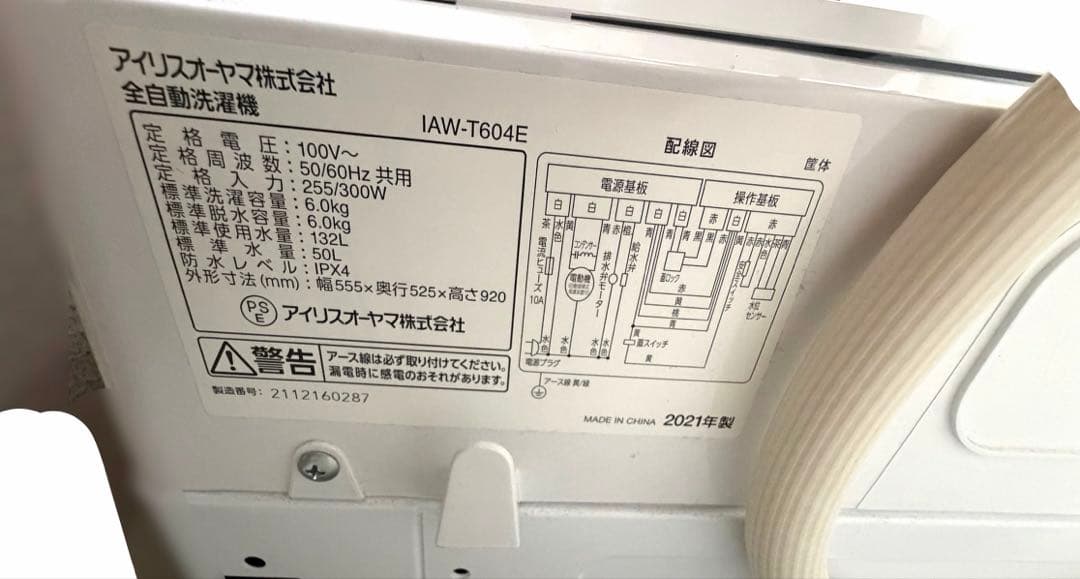 アイリスオーヤマ株式会社
全自動洗濯機
IAW-T604E
定格電圧：100V～
定格周波数：50/60Hz 共用
定格入力：255/300W
標準洗濯容量：6.0kg
標準脱水容量：6.0kg
標準使用水量：132L
標準水量：50L
防水レベル：IPX4
外形寸法(mm)：幅555×奥行525×高さ920
PS
E
アイリスオーヤマ株式会社
警告
アース線は必ず取り付けてください。
漏電時に感電のおそれがあります。
製造番号：2112160287
配線図
筐体
電源基板
操作基板
白
白
白
白
白
赤
白
赤
茶
水色
黄
青
赤
橙
青
青
黒
黒
赤
黄
赤
水色
茶
青
電流ヒューズ
10A
コンデンサー
電動機
排水弁モーター
給水弁
蓋ロック
赤
黄
桃
青
水位
センサー
黄
蓋スイッチ
黄
水色
水色
水色
水色
電源プラグ
アース線 黄/緑
MADE IN CHINA
2021年製